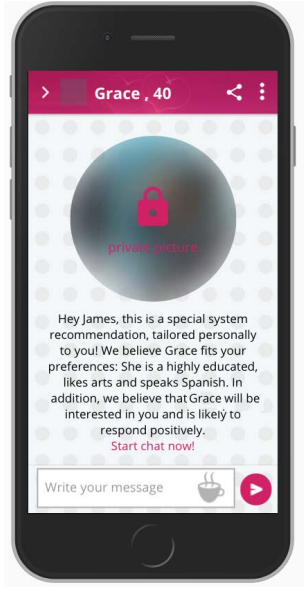 Grace , 40
private picture
Hey James, this is a special system
recommendation, tailored personally
to you! We believe Grace fits your
preferences: She is a highly educated,
likes arts and speaks Spanish. In
addition, we believe that Grace will be
interested in you and is likely to
respond positively.
Start chat now!
Write your message